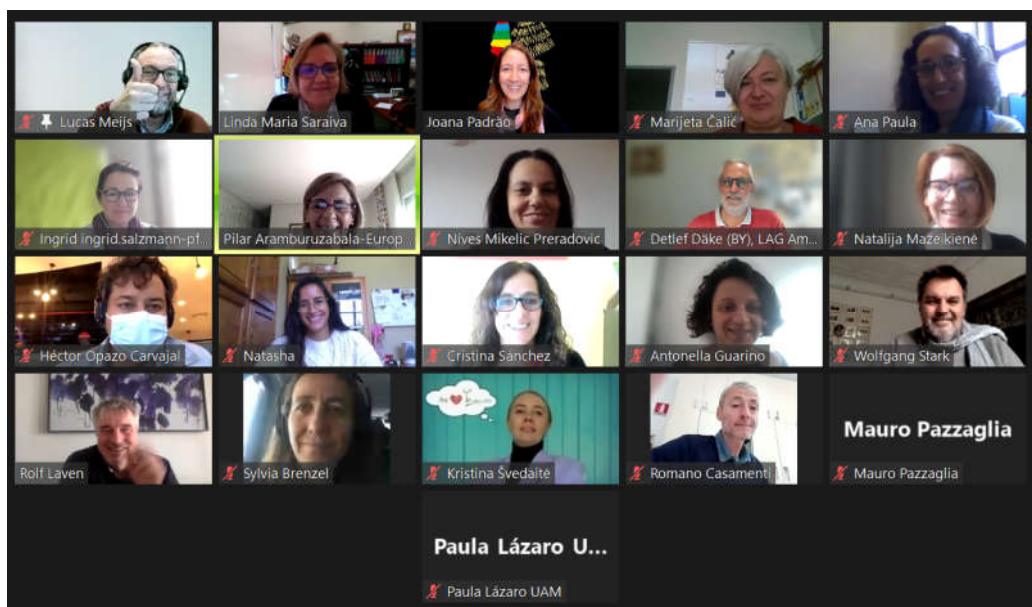 Lucas Meijs
Linda Maria Saraiva
Joana Padrão
Marijeta Čalić
Ana Paula
Ingrid ingrid.salzmann-pf...
Pilar Aramburuzabala-Europ...
Nives Mikelic Preradovic
Detlef Däke (BY), LAG Am...
Natalija Mažeikienė
Héctor Opazo Carvajal
Natasha
Cristina Sánchez
Antonella Guarino
Wolfgang Stark
Rolf Laven
Sylvia Brenzel
Kristina Švedaitė
Romano Casamenti
Mauro Pazzaglia
Mauro Pazzaglia
Paula Lázaro U...
Paula Lázaro UAM